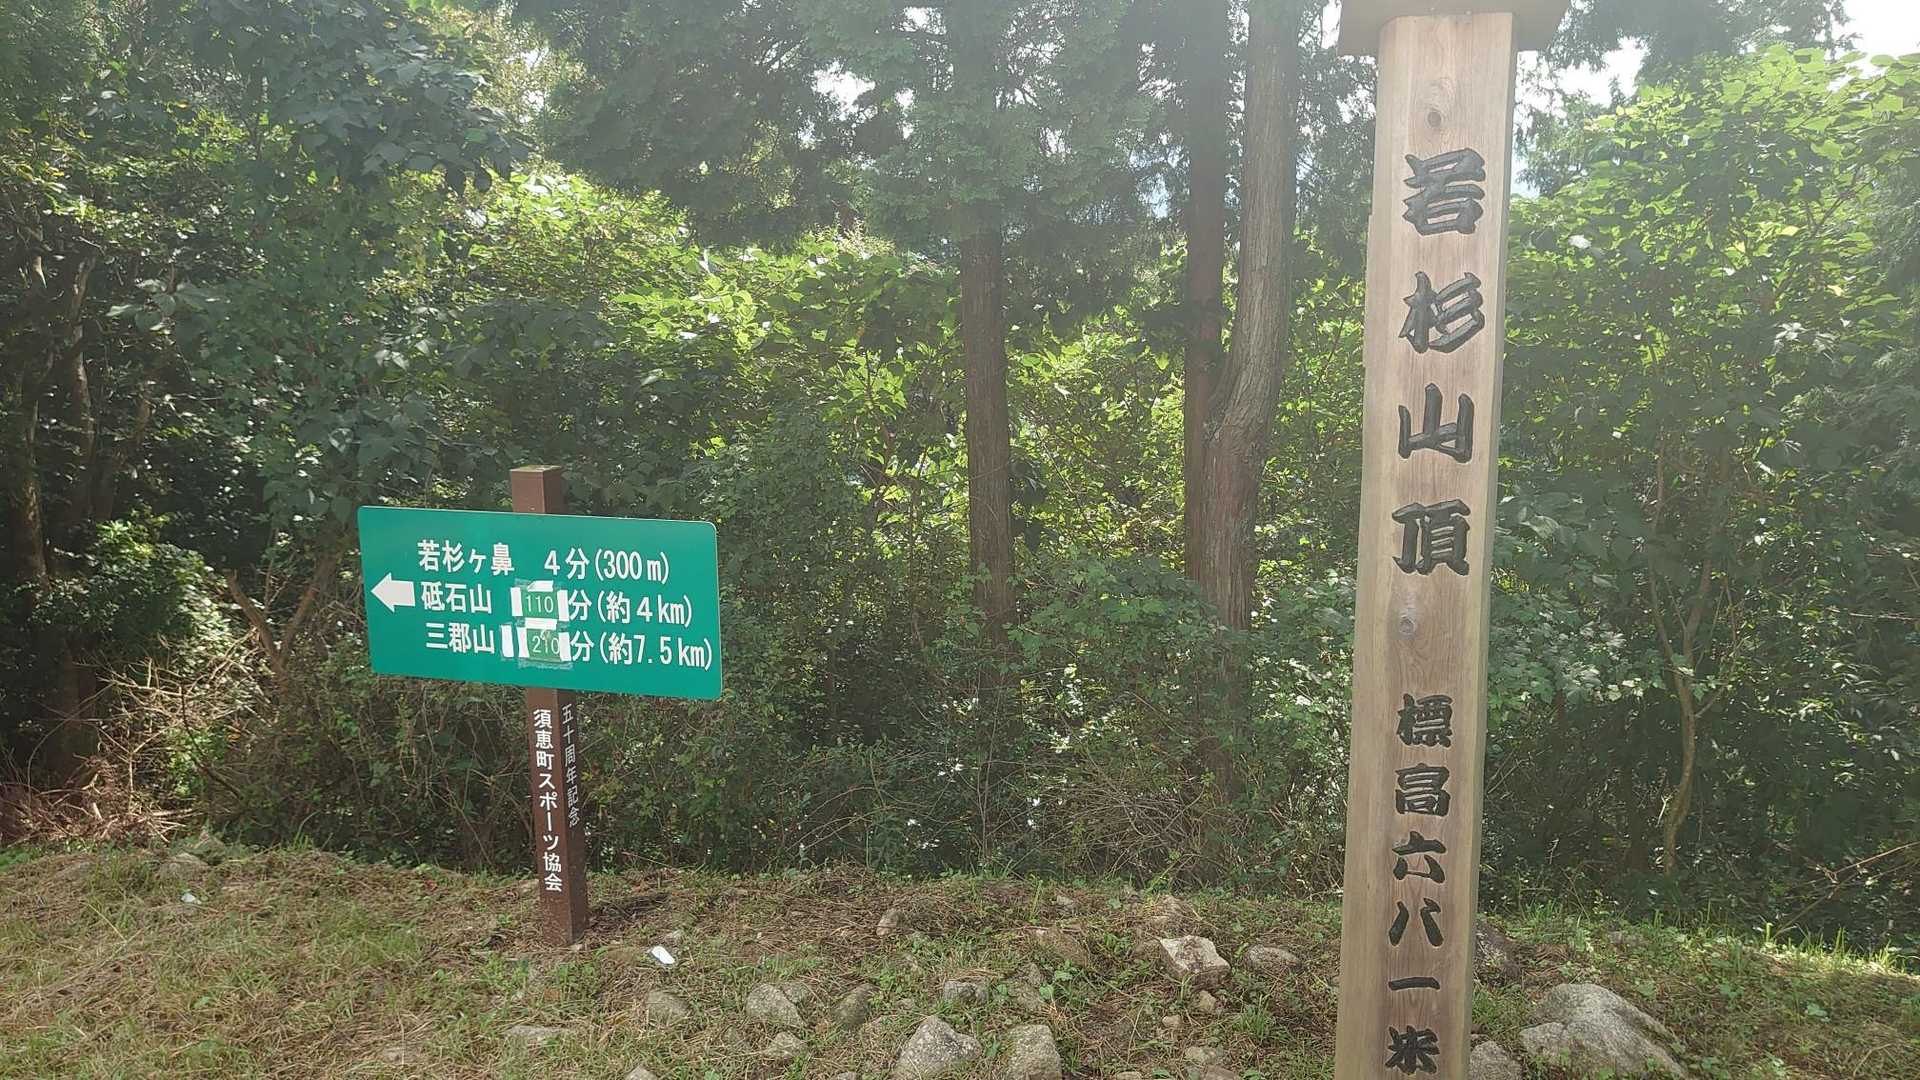 若杉ヶ鼻 4分(300m)
砥石山 110分(約4km)
三郡山 210分(約7.5km)
五十周年記念
須恵町スポーツ協会
若杉山頂 標高六八一米